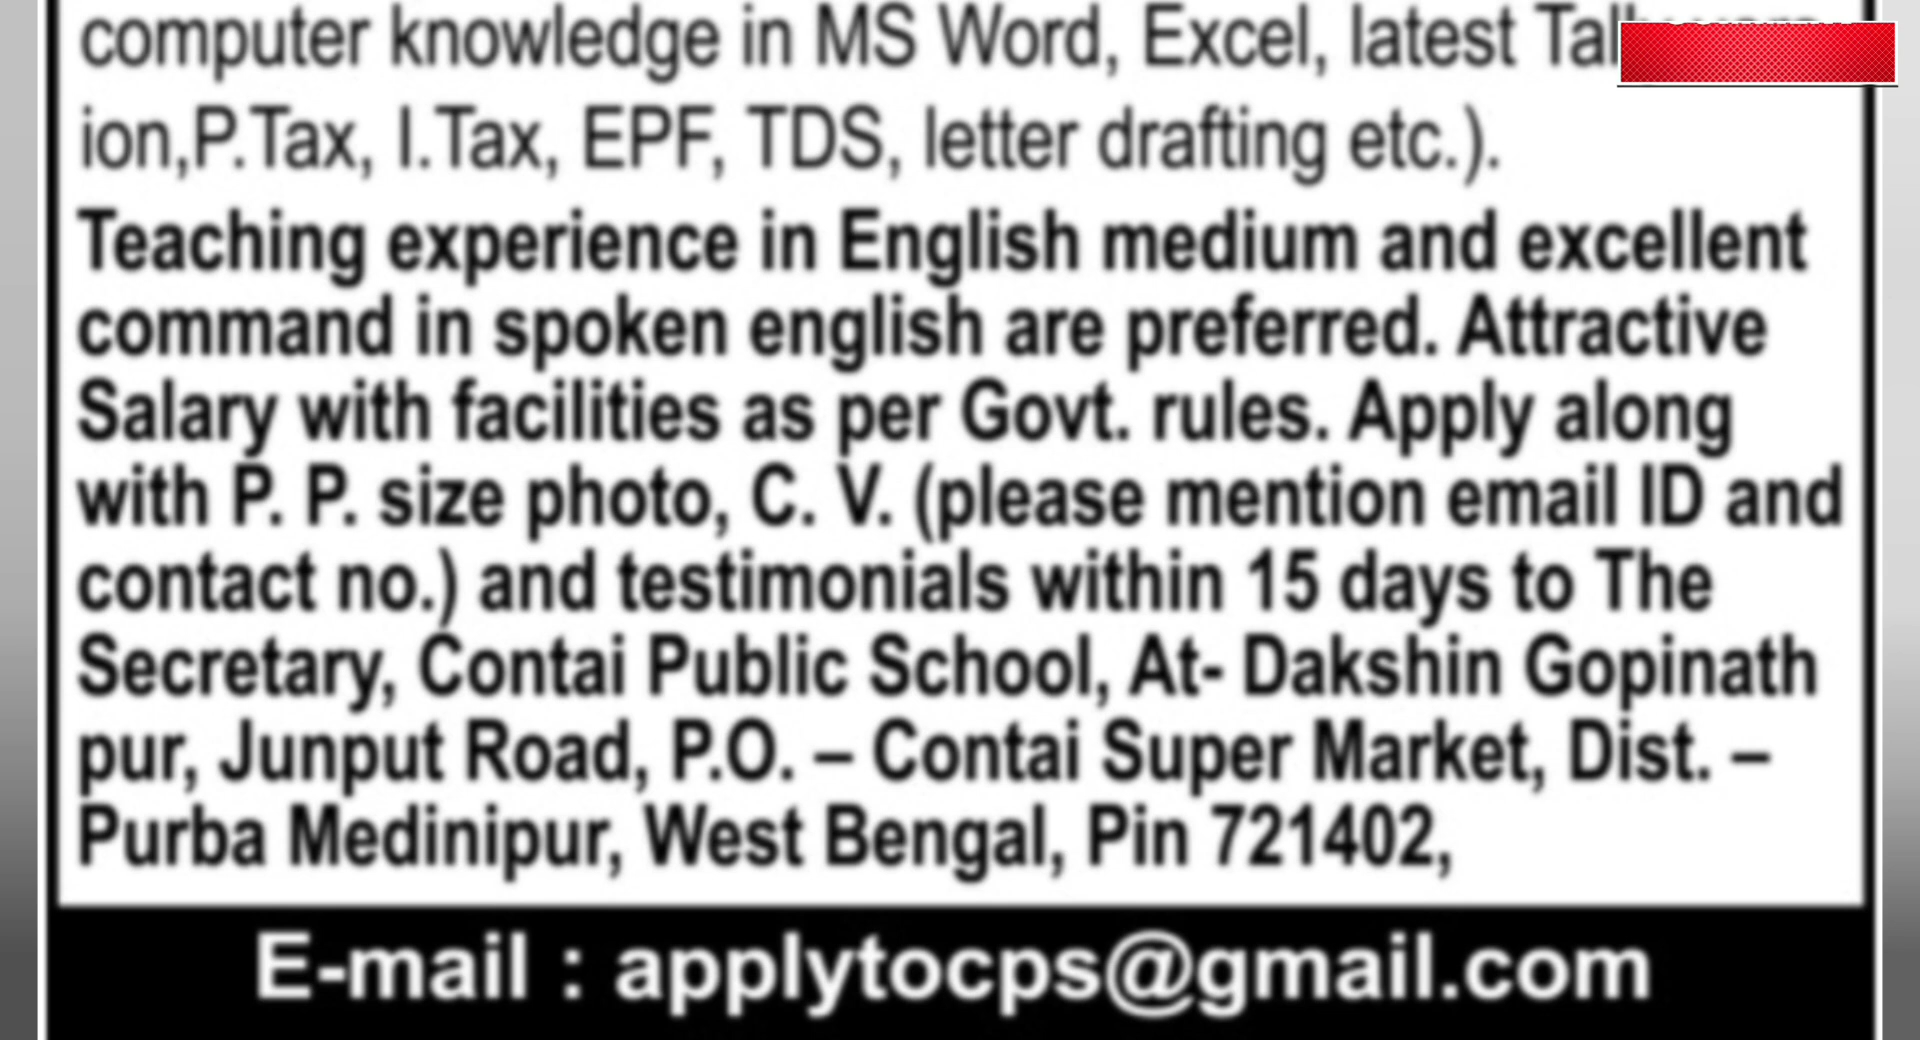 computer knowledge in MS Word, Excel, latest
ion,P.Tax, I.Tax, EPF, TDS, letter drafting etc.).
Teaching experience in English medium and excellent
command in spoken english are preferred. Attractive
Salary with facilities as per Govt. rules. Apply along
with P. P. size photo, C. V. (please mention email ID and
contact no.) and testimonials within 15 days to The
Secretary, Contai Public School, At- Dakshin Gopinath
pur, Junput Road, P.O. – Contai Super Market, Dist. –
Purba Medinipur, West Bengal, Pin 721402,
E-mail : applytocps@gmail.com